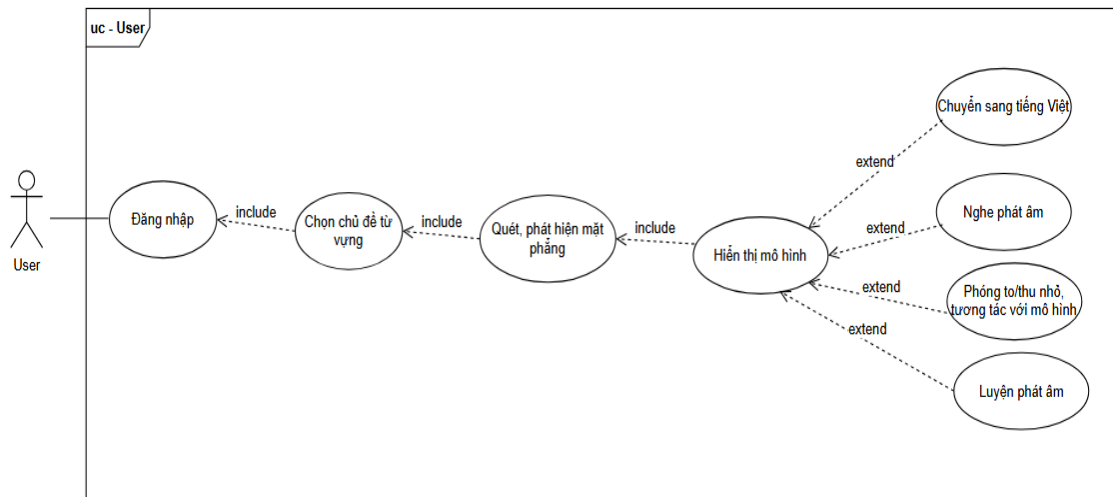 uc - User
User
Đăng nhập
include
Chọn chủ đề từ
vựng
include
Quét, phát hiện mặt
phẳng
include
Hiển thị mô hình
extend
Chuyển sang tiếng Việt
extend
Nghe phát âm
extend
Phóng to/thu nhỏ,
tương tác với mô hình
extend
Luyện phát âm